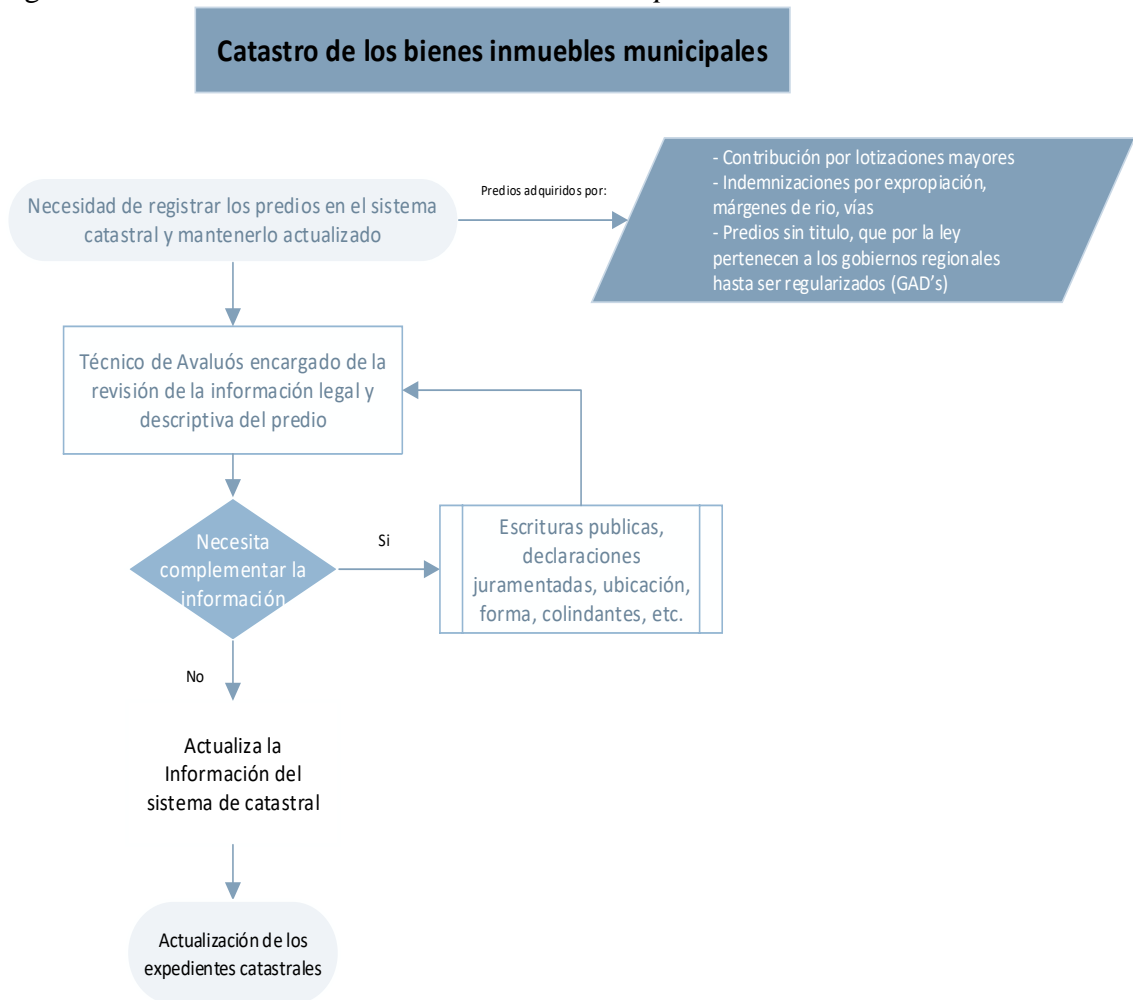 Catastro de los bienes inmuebles municipales
Necesidad de registrar los predios en el sistema
catastral y mantenerlo actualizado
Predios adquiridos por:
- Contribución por lotizaciones mayores
- Indemnizaciones por expropiación,
márgenes de rio, vías
- Predios sin titulo, que por la ley
pertenecen a los gobiernos regionales
hasta ser regularizados (GAD's)
Técnico de Avaluós encargado de la
revisión de la información legal y
descriptiva del predio
Necesita
complementar la
información
Si
Escrituras publicas,
declaraciones
juramentadas, ubicación,
forma, colindantes, etc.
No
Actualiza la
Información del
sistema de catastral
Actualización de los
expedientes catastrales